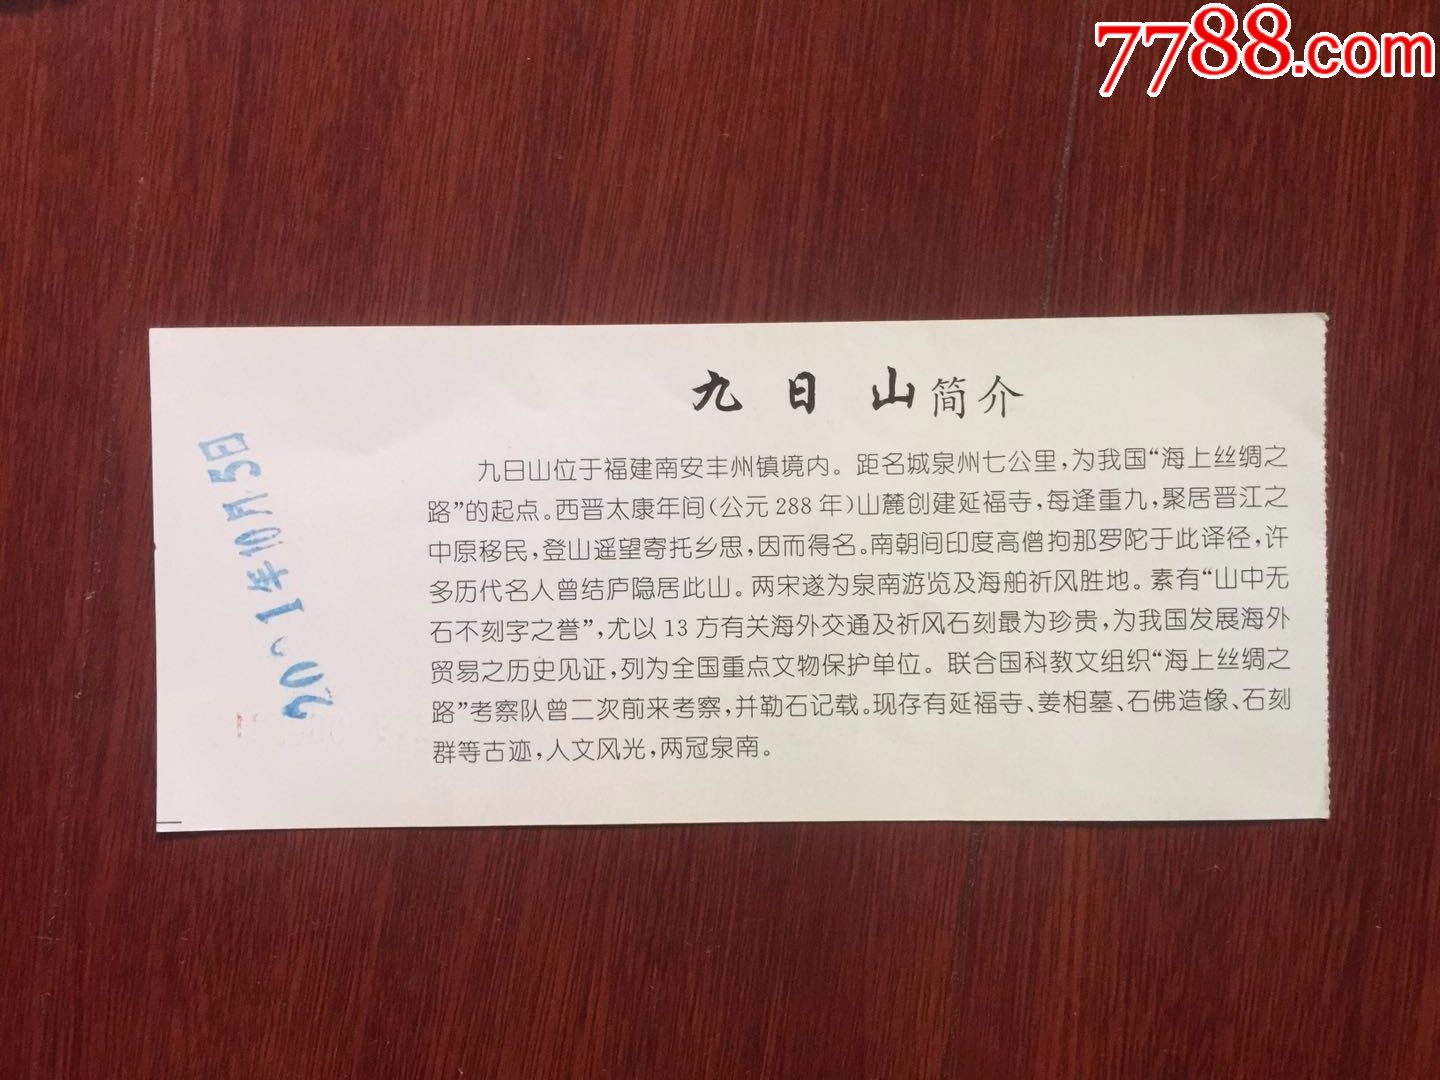 7788.com
九日山简介
九日山位于福建南安丰州镇境内。距名城泉州七公里,为我国“海上丝绸之
路”的起点。西晋太康年间(公元288年)山麓创建延福寺,每逢重九,聚居晋江之
中原移民,登山遥望寄托乡思,因而得名。南朝间印度高僧拘那罗陀于此译径,许
多历代名人曾结庐隐居此山。两宋遂为泉南游览及海舶祈风胜地。素有“山中无
石不刻字之誉”,尤以13方有关海外交通及祈风石刻最为珍贵,为我国发展海外
贸易之历史见证,列为全国重点文物保护单位。联合国科教文组织“海上丝绸之
路”考察队曾二次前来考察,并勒石记载。现存有延福寺、姜相墓、石佛造像、石刻
群等古迹,人文风光,两冠泉南。
2001年10月5日